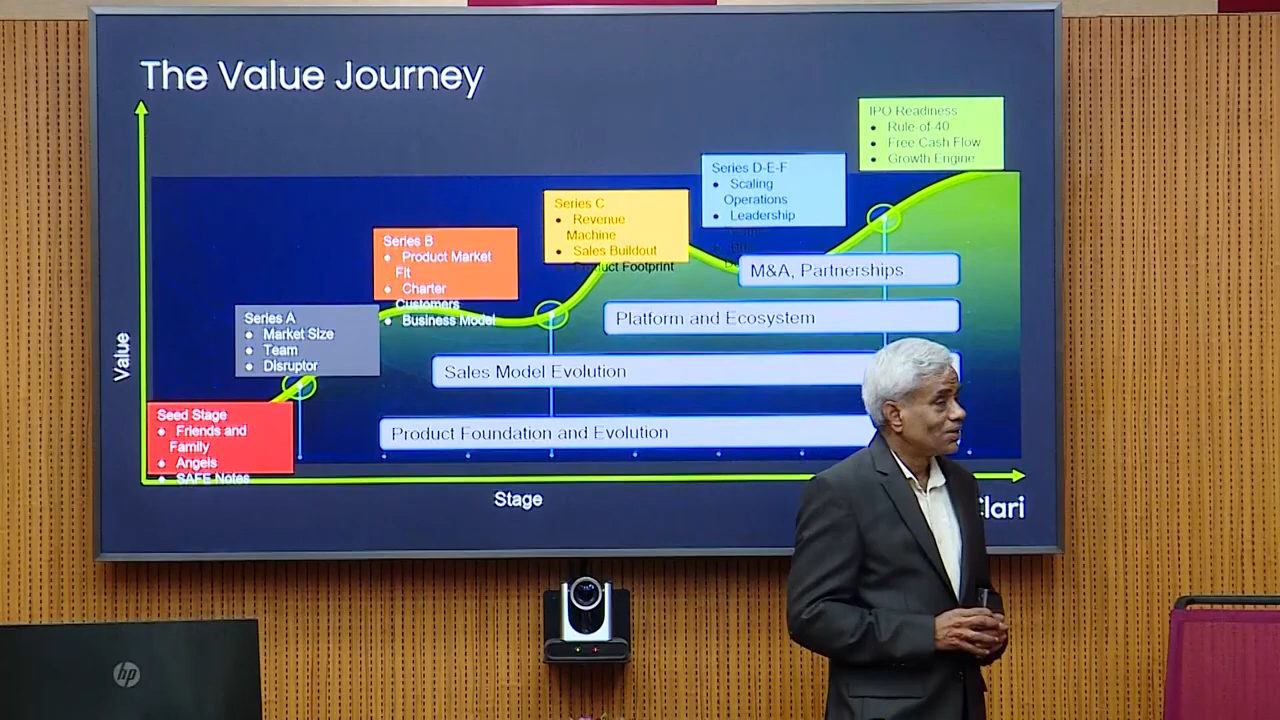 The Value Journey
IPO Readiness
● Rule-of-40
● Free Cash Flow
● Growth Engine
Series D-E-F
● Scaling
Operations
● Leadership
Series C
● Revenue
Machine
● Sales Buildout
● Product Footprint
Series B
● Product Market
Fit
● Charter
Customers
● Business Model
Series A
● Market Size
● Team
● Disruptor
Seed Stage
● Friends and
Family
● Angels
● SAFE Notes
M&A, Partnerships
Platform and Ecosystem
Sales Model Evolution
Product Foundation and Evolution
Value
Stage
Clari
hp